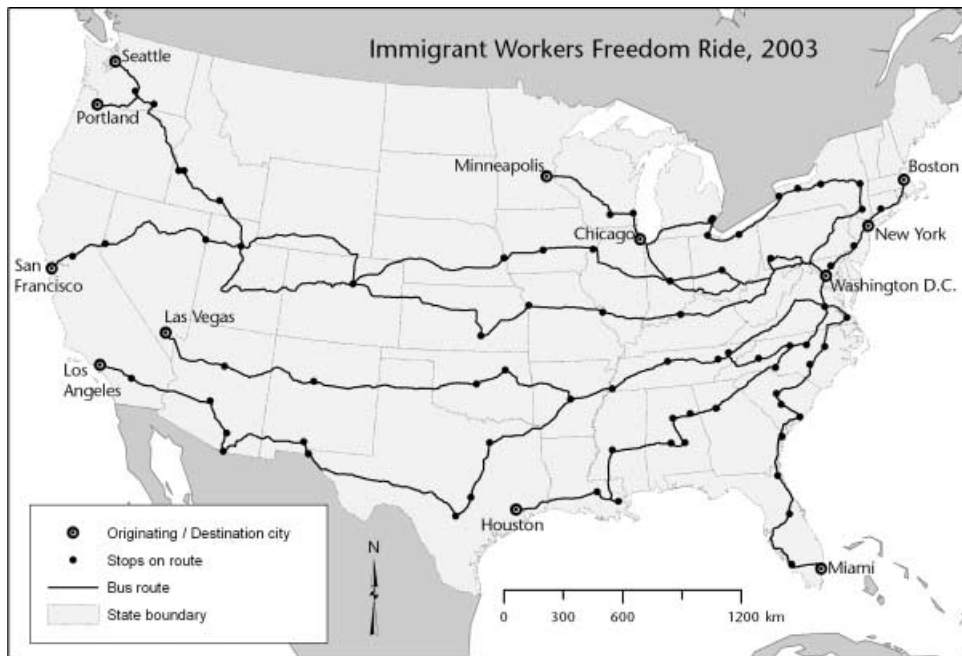 Immigrant Workers Freedom Ride, 2003
Seattle
Portland
Minneapolis
Boston
Chicago
New York
San
Francisco
Washington D.C.
Las Vegas
Los
Angeles
Houston
Miami
Originating / Destination city
Stops on route
Bus route
State boundary
N
0 300 600 1200 km